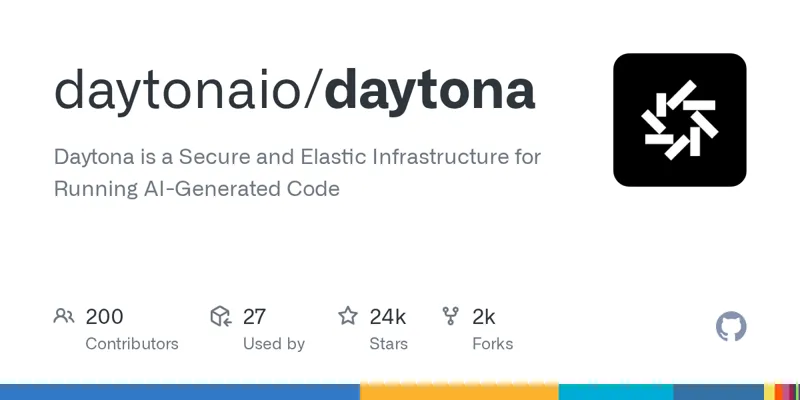 daytonaio/daytona
Daytona is a Secure and Elastic Infrastructure for
Running AI-Generated Code
200
Contributors
27
Used by
24k
Stars
2k
Forks